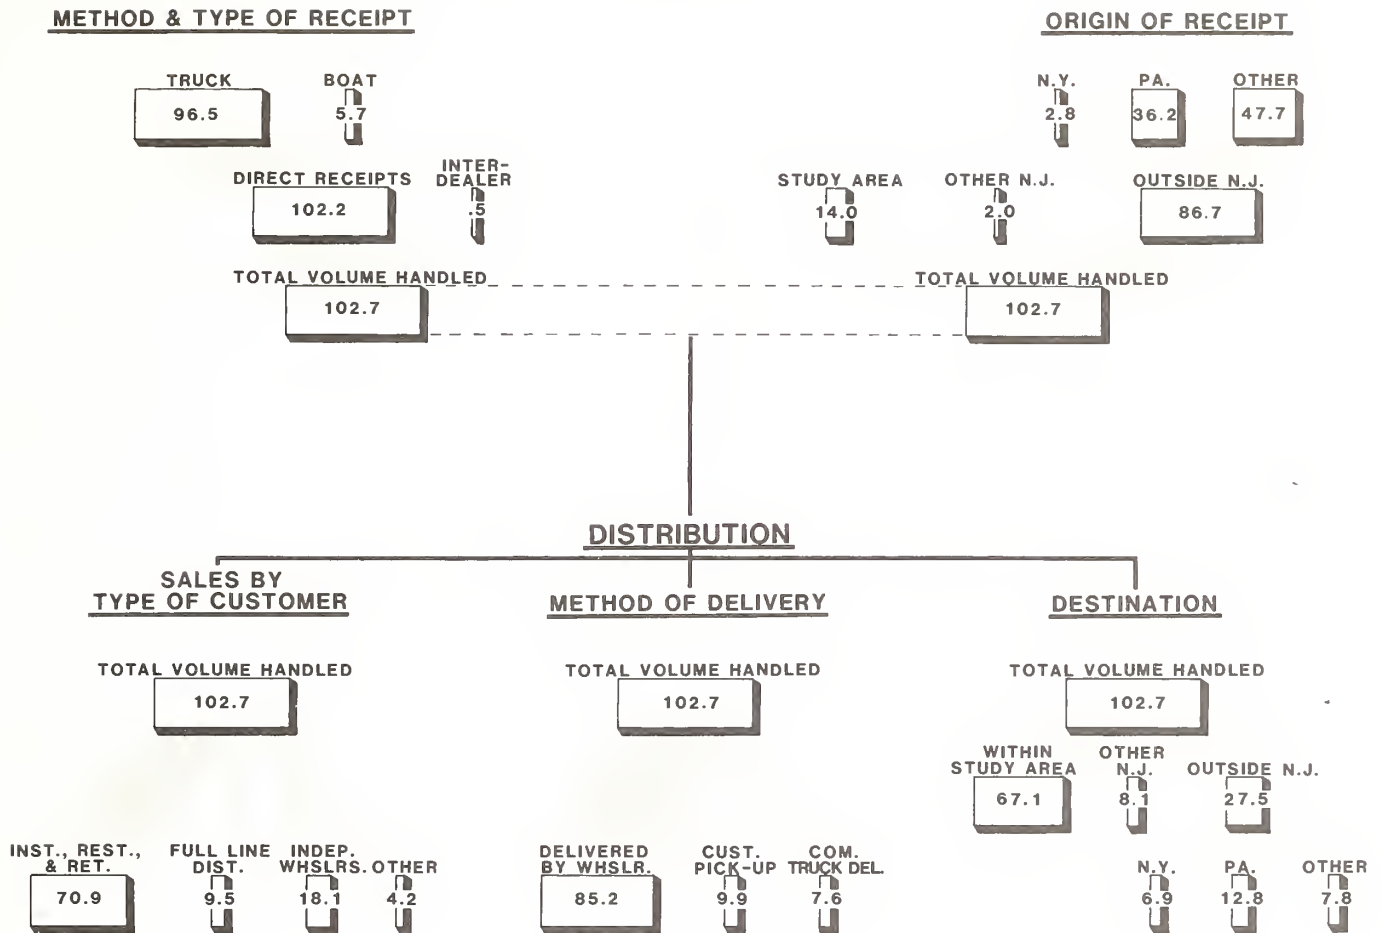 METHOD & TYPE OF RECEIPT
ORIGIN OF RECEIPT
TRUCK
BOAT
96.5
5.7
N.Y.
PA.
OTHER
2.8
36.2
47.7
DIRECT RECEIPTS
INTER-
DEALER
102.2
.5
STUDY AREA
OTHER N.J.
OUTSIDE N.J.
14.0
2.0
86.7
TOTAL VOLUME HANDLED
102.7
TOTAL VOLUME HANDLED
102.7
DISTRIBUTION
SALES BY
TYPE OF CUSTOMER
METHOD OF DELIVERY
DESTINATION
TOTAL VOLUME HANDLED
102.7
TOTAL VOLUME HANDLED
102.7
TOTAL VOLUME HANDLED
102.7
WITHIN
STUDY AREA
OTHER
N.J.
OUTSIDE N.J.
67.1
8.1
27.5
INST., REST.,
& RET.
FULL LINE
DIST.
INDEP.
WHSLRS.
OTHER
70.9
9.5
18.1
4.2
DELIVERED
BY WHSLR.
CUST.
PICK-UP
COM.
TRUCK DEL.
85.2
9.9
7.6
N.Y.
PA.
OTHER
6.9
12.8
7.8